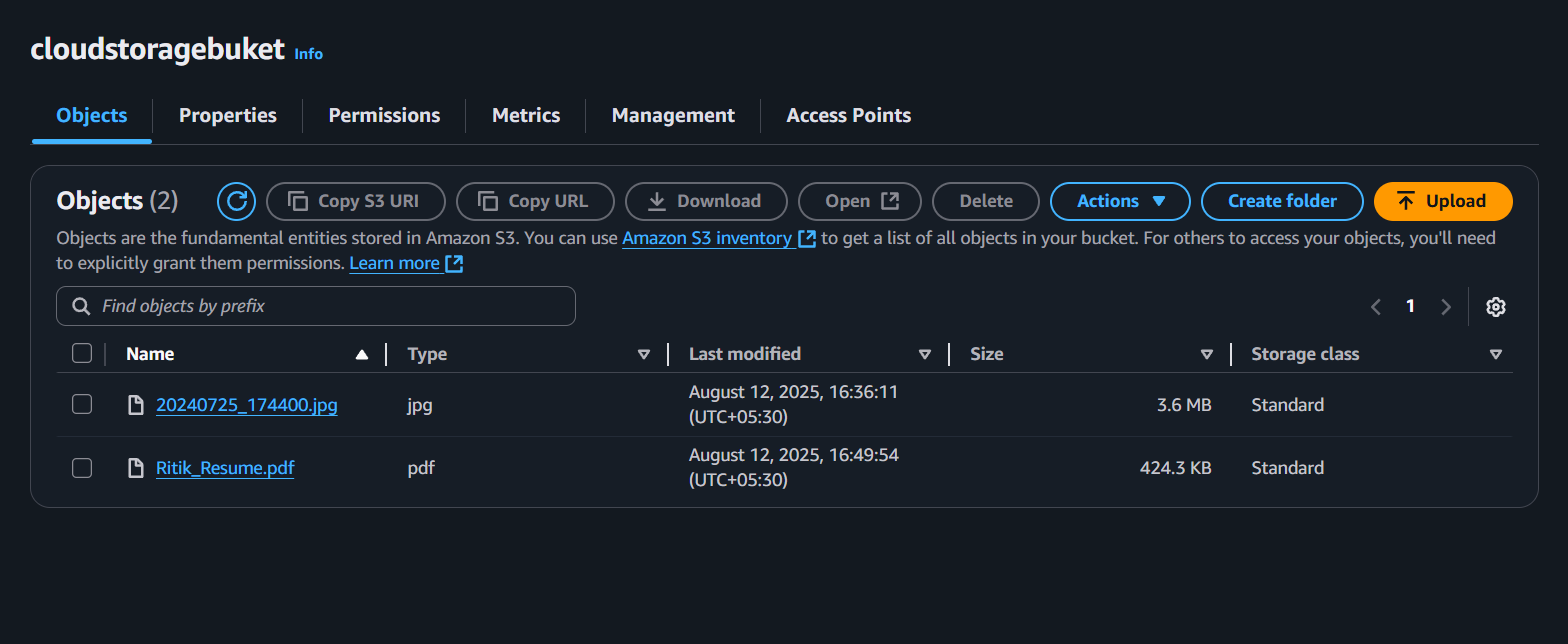 cloudstoragebuket Info
Objects Properties Permissions Metrics Management Access Points
Objects (2) Copy S3 URI Copy URL Download Open Delete Actions Create folder Upload
Objects are the fundamental entities stored in Amazon S3. You can use Amazon S3 inventory to get a list of all objects in your bucket. For others to access your objects, you'll need
to explicitly grant them permissions. Learn more
Find objects by prefix 1
Name Type Last modified Size Storage class
20240725_174400.jpg jpg August 12, 2025, 16:36:11 3.6 MB Standard
(UTC+05:30)
Ritik_Resume.pdf pdf August 12, 2025, 16:49:54 424.3 KB Standard
(UTC+05:30)